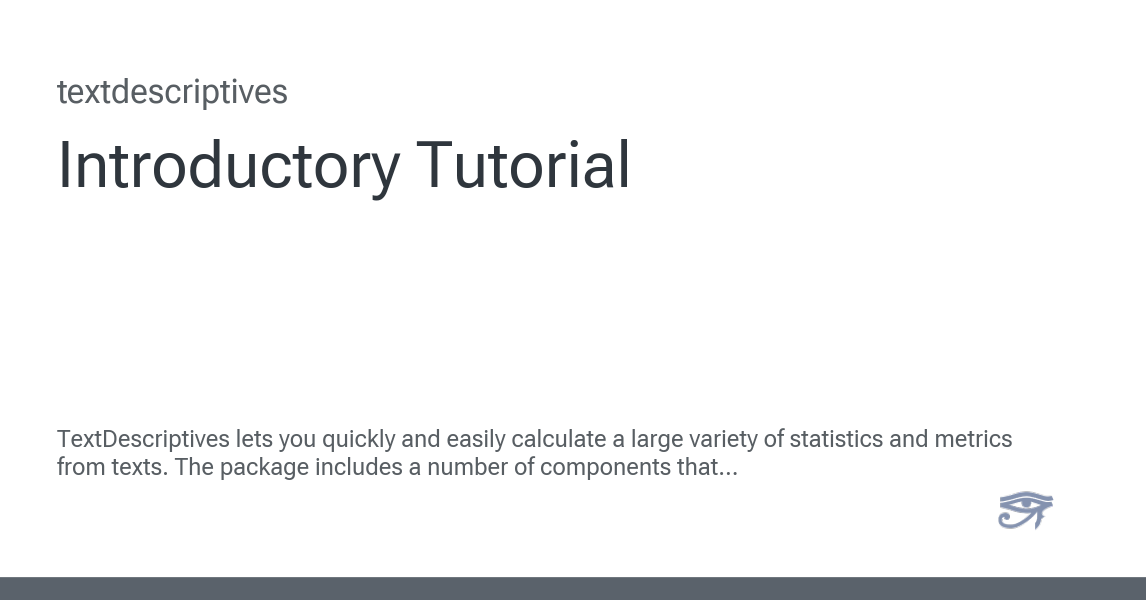 textdescriptives
Introductory Tutorial
TextDescriptives lets you quickly and easily calculate a large variety of statistics and metrics
from texts. The package includes a number of components that...